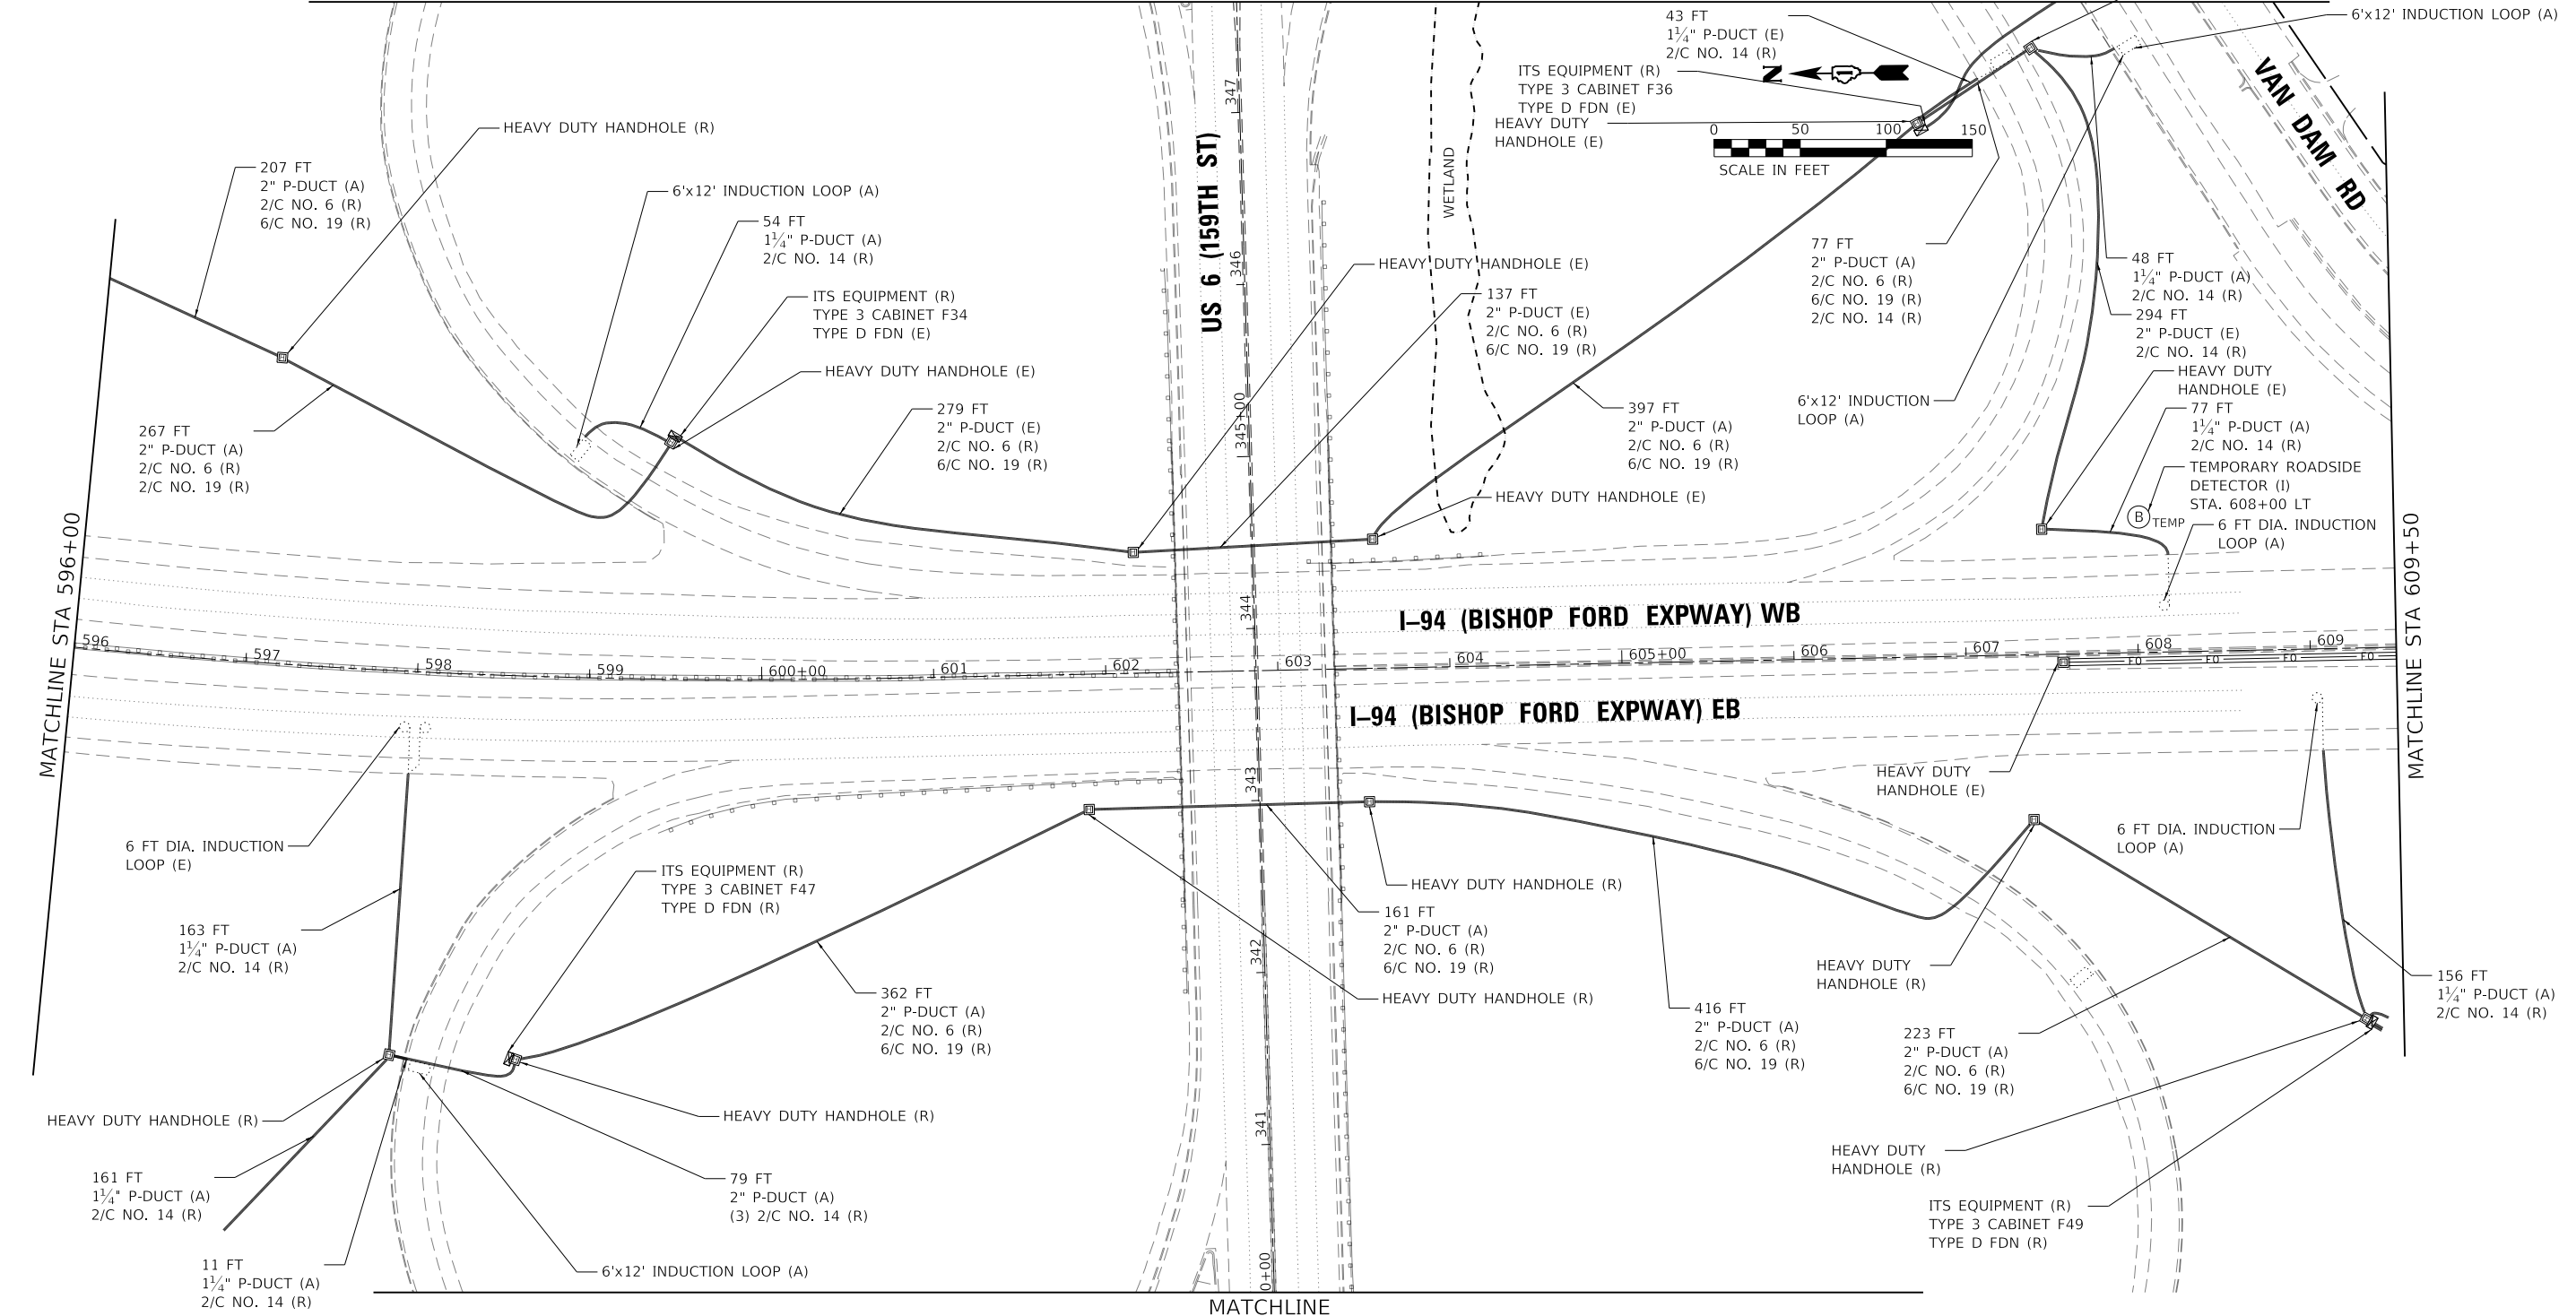 43 FT
1¼" P-DUCT (E)
2/C NO. 14 (R)
6'x12' INDUCTION LOOP (A)
ITS EQUIPMENT (R)
TYPE 3 CABINET F36
TYPE D FDN (E)
HEAVY DUTY
HANDHOLE (E)
N
0 50 100 150
SCALE IN FEET
VAN DAM RD
HEAVY DUTY HANDHOLE (R)
207 FT
2" P-DUCT (A)
2/C NO. 6 (R)
6/C NO. 19 (R)
6'x12' INDUCTION LOOP (A)
54 FT
1¼" P-DUCT (A)
2/C NO. 14 (R)
ITS EQUIPMENT (R)
TYPE 3 CABINET F34
TYPE D FDN (E)
HEAVY DUTY HANDHOLE (E)
279 FT
2" P-DUCT (E)
2/C NO. 6 (R)
6/C NO. 19 (R)
267 FT
2" P-DUCT (A)
2/C NO. 6 (R)
2/C NO. 19 (R)
US 6 (159TH ST)
347
346
345+00
344
343
342
341
0+00
WETLAND
HEAVY DUTY HANDHOLE (E)
137 FT
2" P-DUCT (E)
2/C NO. 6 (R)
6/C NO. 19 (R)
397 FT
2" P-DUCT (A)
2/C NO. 6 (R)
6/C NO. 19 (R)
HEAVY DUTY HANDHOLE (E)
77 FT
2" P-DUCT (A)
2/C NO. 6 (R)
6/C NO. 19 (R)
2/C NO. 14 (R)
48 FT
1¼" P-DUCT (A)
2/C NO. 14 (R)
294 FT
2" P-DUCT (E)
2/C NO. 14 (R)
HEAVY DUTY
HANDHOLE (E)
6'x12' INDUCTION
LOOP (A)
77 FT
1¼" P-DUCT (A)
2/C NO. 14 (R)
TEMPORARY ROADSIDE
DETECTOR (I)
STA. 608+00 LT
B TEMP
6 FT DIA. INDUCTION
LOOP (A)
MATCHLINE STA 596+00
MATCHLINE STA 609+50
I-94 (BISHOP FORD EXPWAY) WB
596 597 598 599 600+00 601 602 603 604 605+00 606 607 608 609
FO FO FO FO
I-94 (BISHOP FORD EXPWAY) EB
HEAVY DUTY
HANDHOLE (E)
6 FT DIA. INDUCTION
LOOP (E)
6 FT DIA. INDUCTION
LOOP (A)
ITS EQUIPMENT (R)
TYPE 3 CABINET F47
TYPE D FDN (R)
HEAVY DUTY HANDHOLE (R)
161 FT
2" P-DUCT (A)
2/C NO. 6 (R)
6/C NO. 19 (R)
163 FT
1¼" P-DUCT (A)
2/C NO. 14 (R)
362 FT
2" P-DUCT (A)
2/C NO. 6 (R)
6/C NO. 19 (R)
HEAVY DUTY HANDHOLE (R)
416 FT
2" P-DUCT (A)
2/C NO. 6 (R)
6/C NO. 19 (R)
HEAVY DUTY
HANDHOLE (R)
223 FT
2" P-DUCT (A)
2/C NO. 6 (R)
6/C NO. 19 (R)
156 FT
1¼" P-DUCT (A)
2/C NO. 14 (R)
HEAVY DUTY HANDHOLE (R)
HEAVY DUTY HANDHOLE (R)
161 FT
1¼" P-DUCT (A)
2/C NO. 14 (R)
79 FT
2" P-DUCT (A)
(3) 2/C NO. 14 (R)
HEAVY DUTY
HANDHOLE (R)
ITS EQUIPMENT (R)
TYPE 3 CABINET F49
TYPE D FDN (R)
11 FT
1¼" P-DUCT (A)
2/C NO. 14 (R)
6'x12' INDUCTION LOOP (A)
MATCHLINE